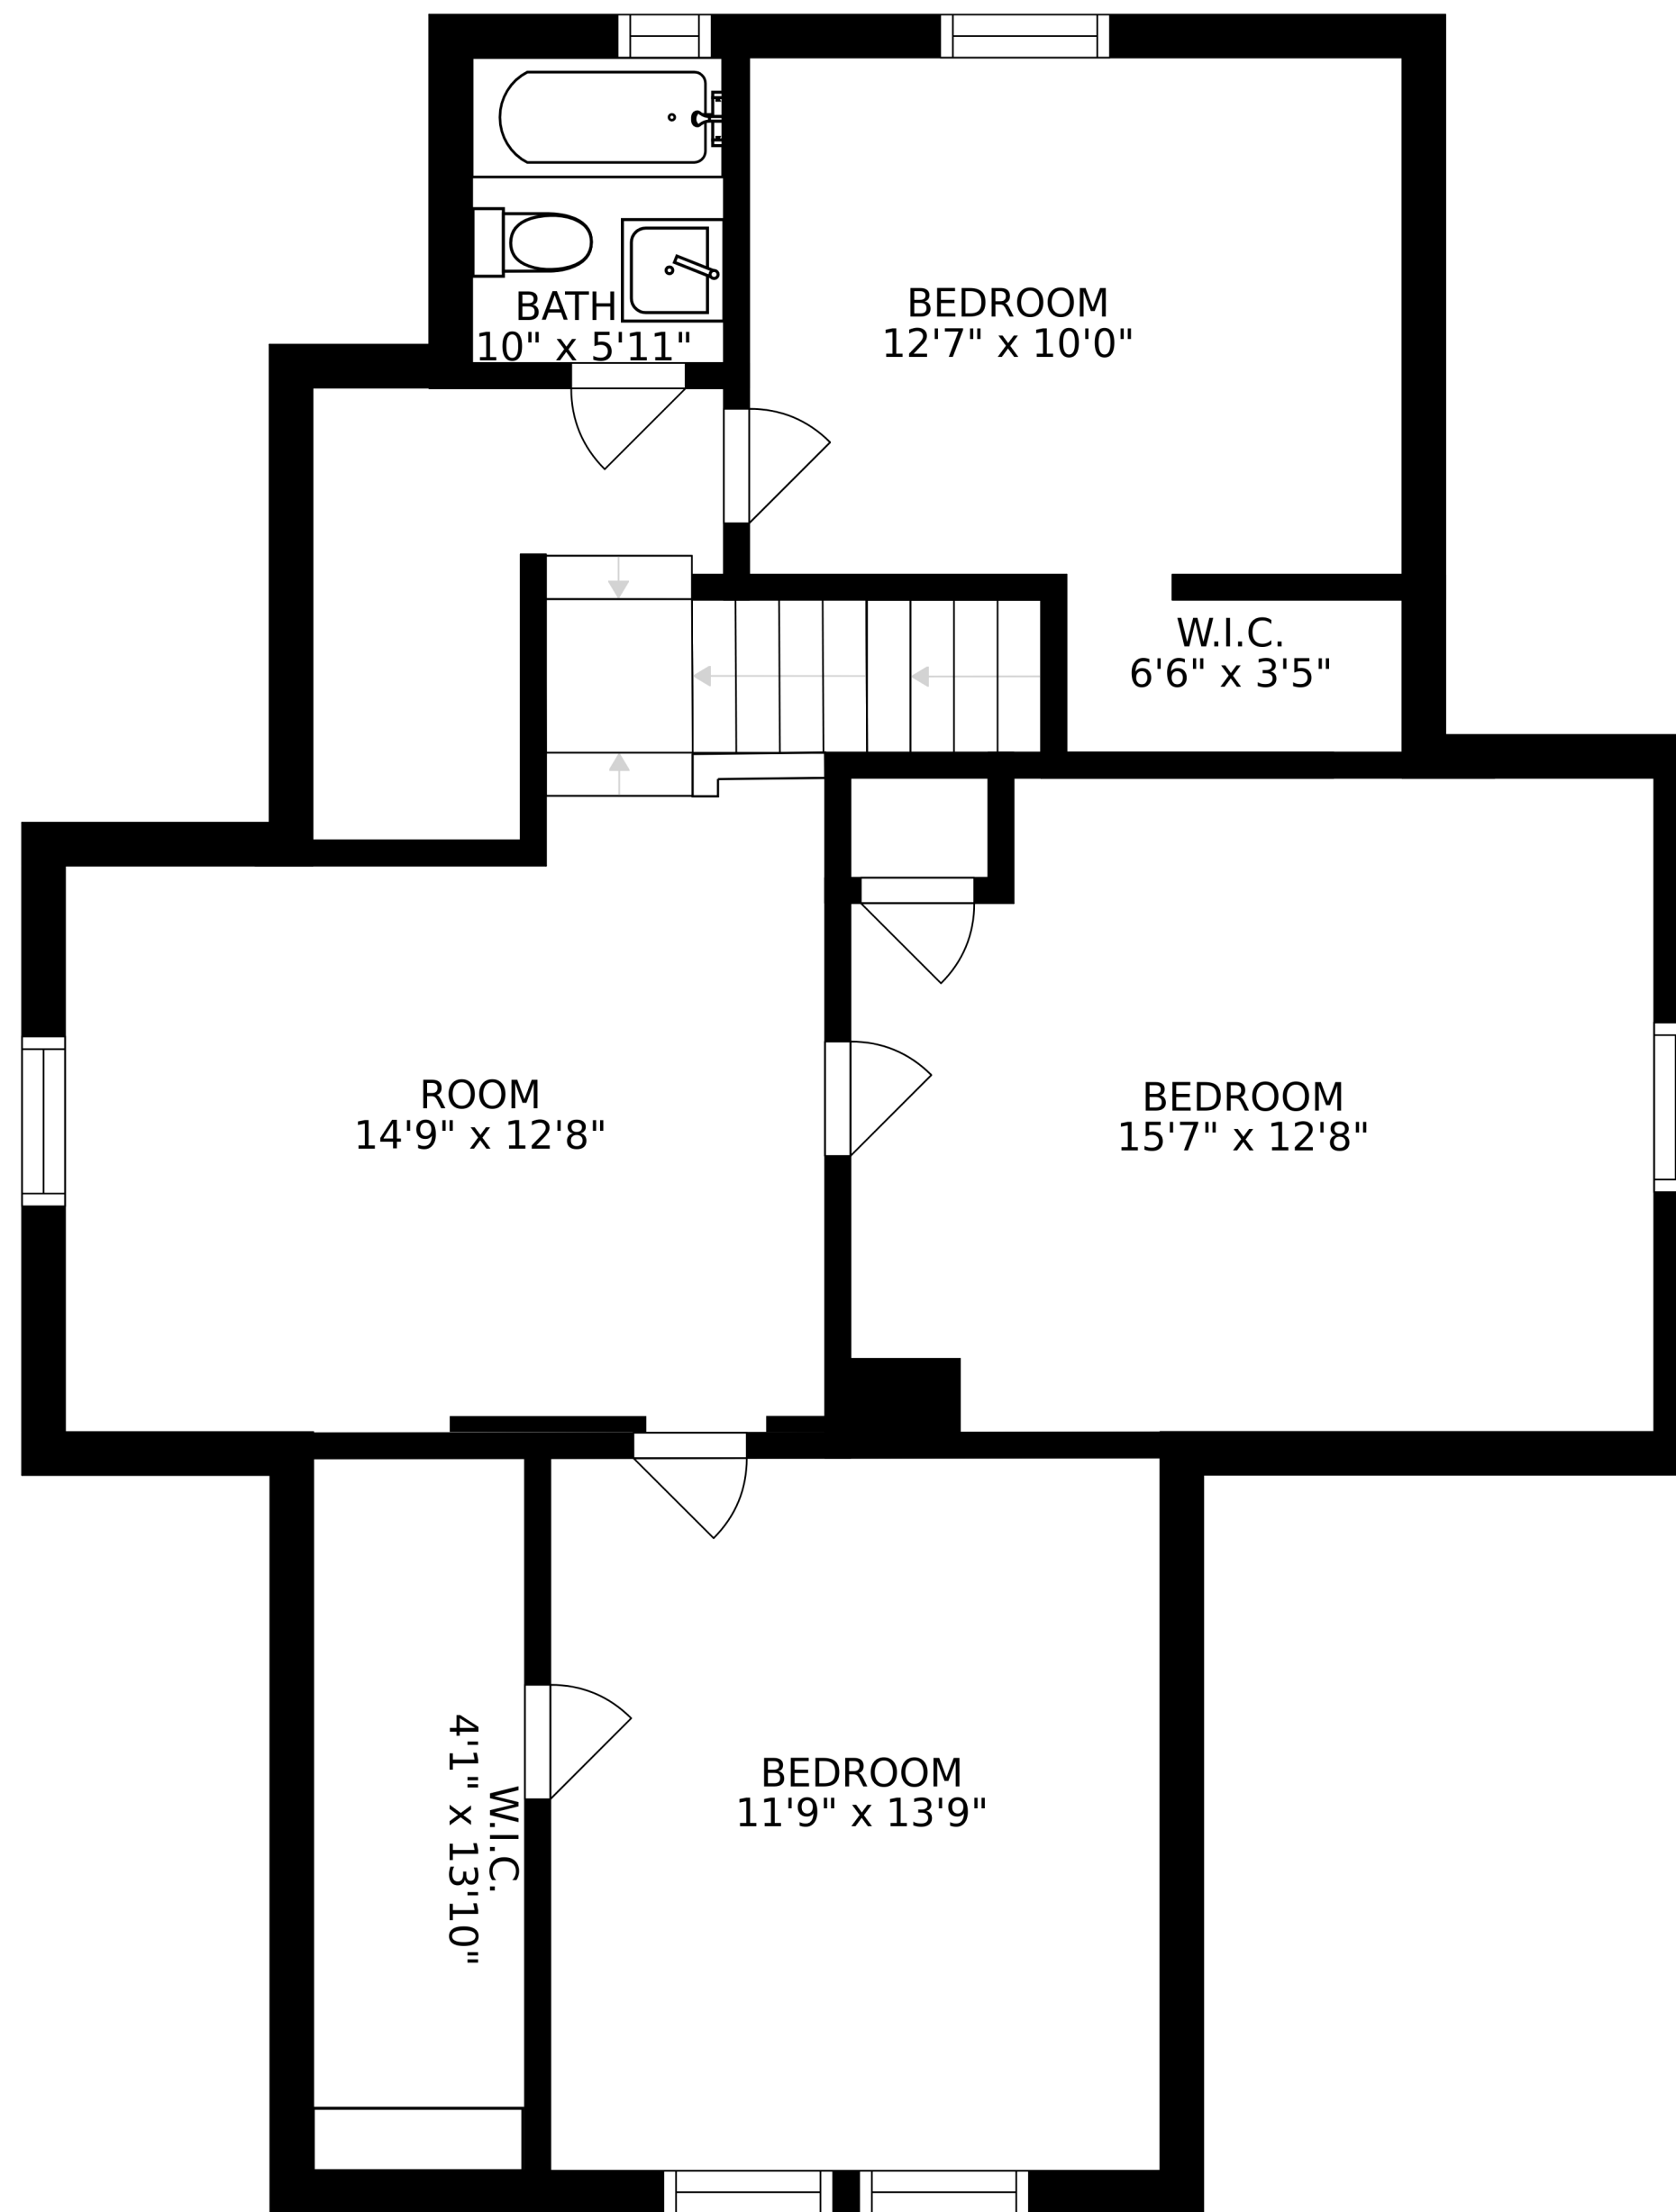 BATH
10" x 5'11"
BEDROOM
12'7" x 10'0"
W.I.C.
6'6" x 3'5"
ROOM
14'9" x 12'8"
BEDROOM
15'7" x 12'8"
W.I.C.
4'1" x 13'10"
BEDROOM
11'9" x 13'9"